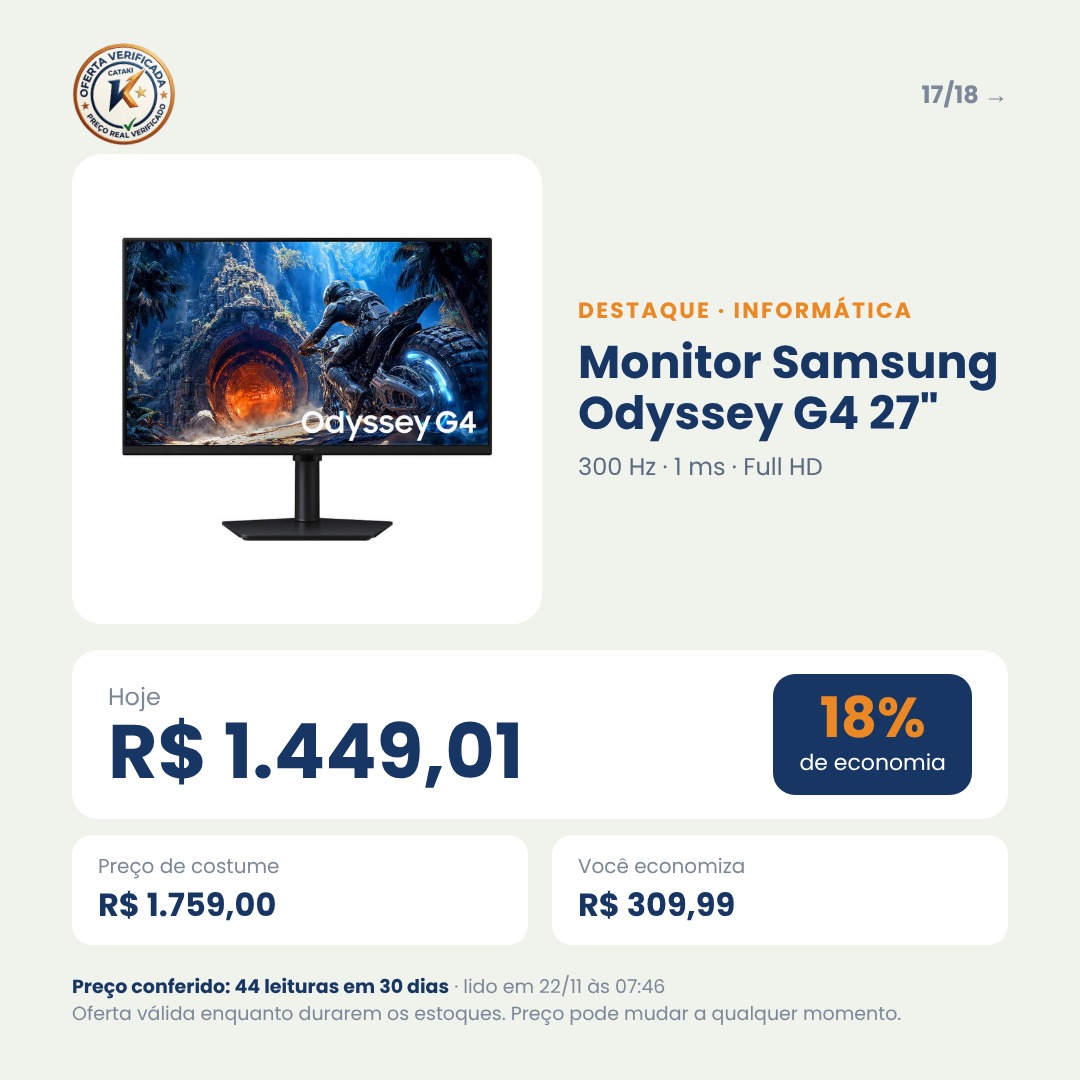 OFERTA VERIFICADA
CATAKI
K
PREÇO REAL VERIFICADO
17/18 →
Odyssey G4
DESTAQUE · INFORMÁTICA
Monitor Samsung
Odyssey G4 27"
300 Hz · 1 ms · Full HD
Hoje
R$ 1.449,01
18%
de economia
Preço de costume
R$ 1.759,00
Você economiza
R$ 309,99
Preço conferido: 44 leituras em 30 dias · lido em 22/11 às 07:46
Oferta válida enquanto durarem os estoques. Preço pode mudar a qualquer momento.